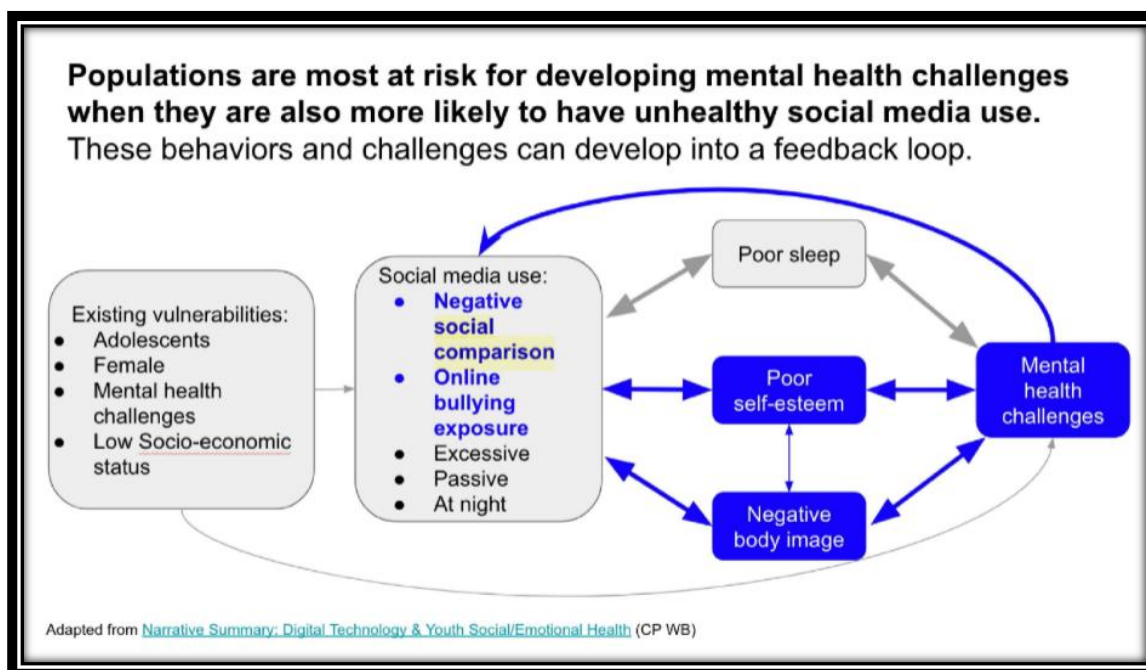 Populations are most at risk for developing mental health challenges
when they are also more likely to have unhealthy social media use.
These behaviors and challenges can develop into a feedback loop.
Existing vulnerabilities:
● Adolescents
● Female
● Mental health
challenges
● Low Socio-economic
status
Social media use:
● Negative
social
comparison
● Online
bullying
exposure
● Excessive
● Passive
● At night
Poor sleep
Poor
self-esteem
Negative
body image
Mental
health
challenges
Adapted from Narrative Summary: Digital Technology & Youth Social/Emotional Health (CP WB)